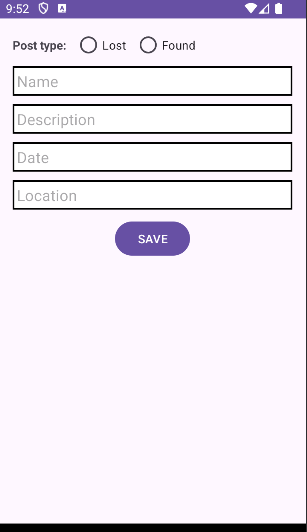 9:52
Post type: Lost Found
Name
Description
Date
Location
SAVE